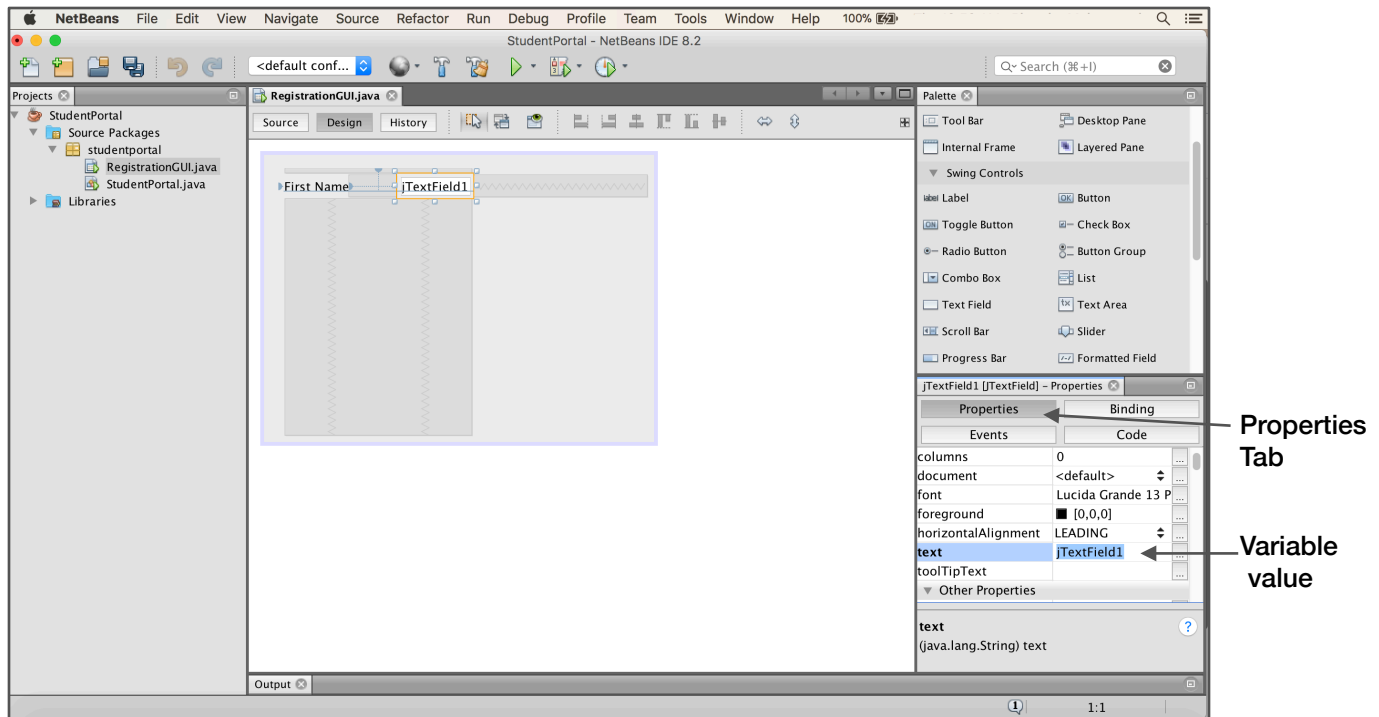 NetBeans File Edit View Navigate Source Refactor Run Debug Profile Team Tools Window Help 100%
StudentPortal - NetBeans IDE 8.2
<default conf...
Search (⌘+I)
Projects
StudentPortal
Source Packages
studentportal
RegistrationGUI.java
StudentPortal.java
Libraries
RegistrationGUI.java
Source Design History
First Name jTextField1
Palette
Tool Bar Desktop Pane
Internal Frame Layered Pane
Swing Controls
label Label OK Button
ON Toggle Button Check Box
Radio Button Button Group
Combo Box List
Text Field Text Area
Scroll Bar Slider
Progress Bar Formatted Field
jTextField1 [JTextField] - Properties
Properties Binding
Events Code
columns 0 ...
document <default> ...
font Lucida Grande 13 P ...
foreground [0,0,0] ...
horizontalAlignment LEADING ...
text jTextField1 ...
toolTipText ...
Other Properties
text ?
(java.lang.String) text
Properties
Tab
Variable
value
Output
1 1:1